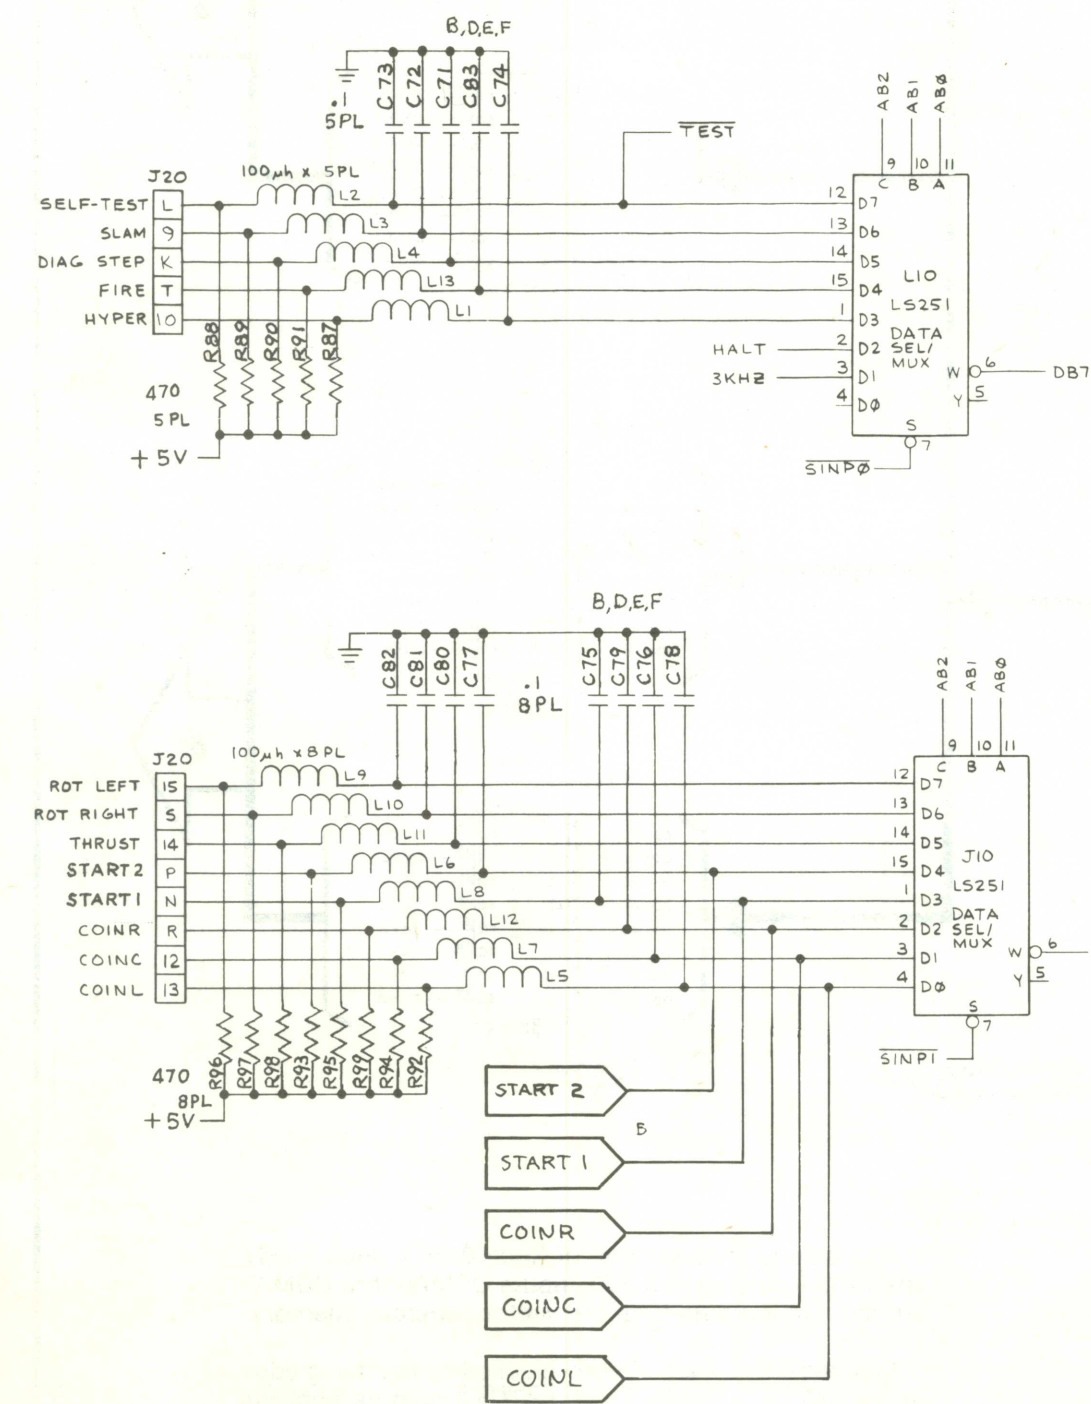 B,D,E,F
C73 C72 C71 C83 C74
.1
5PL
TEST
AB2 AB1 ABØ
9 10 11
C B A
J20
100µh x 5PL
SELF-TEST L L2 12 D7
SLAM 9 L3 13 D6
DIAG STEP K L4 14 D5
FIRE T L13 15 D4
HYPER 10 L1 1 D3
L10
LS251
DATA
SEL/
MUX
HALT 2 D2
3KHZ 3 D1
4 DØ
W 6 DB7
Y 5
S
7
SINPØ
R88 R89 R90 R91 R87
470
5PL
+5V
B,D,E,F
C82 C81 C80 C77 C75 C79 C76 C78
.1
8PL
AB2 AB1 ABØ
9 10 11
C B A
J20
100µh x 8PL
ROT LEFT 15 L9 12 D7
ROT RIGHT S L10 13 D6
THRUST 14 L11 14 D5
START2 P L6 15 D4
START1 N L8 1 D3
COINR R L12 2 D2
COINC 12 L7 3 D1
COINL 13 L5 4 DØ
J10
LS251
DATA
SEL/
MUX
W 6
Y 5
S
7
SINP1
R96 R97 R98 R93 R95 R99 R94 R92
470
8PL
+5V
START 2
B
START 1
COINR
COINC
COINL